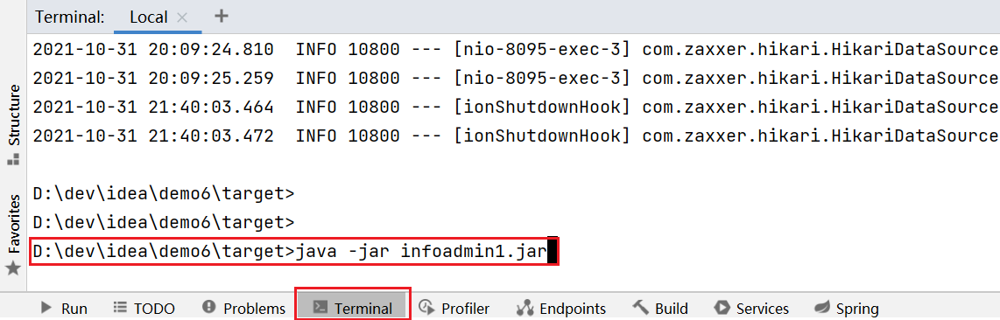 Terminal: Local × +
2021-10-31 20:09:24.810  INFO 10800 --- [nio-8095-exec-3] com.zaxxer.hikari.HikariDataSource
2021-10-31 20:09:25.259  INFO 10800 --- [nio-8095-exec-3] com.zaxxer.hikari.HikariDataSource
2021-10-31 21:40:03.464  INFO 10800 --- [ionShutdownHook] com.zaxxer.hikari.HikariDataSource
2021-10-31 21:40:03.472  INFO 10800 --- [ionShutdownHook] com.zaxxer.hikari.HikariDataSource
D:\dev\idea\demo6\target>
D:\dev\idea\demo6\target>
D:\dev\idea\demo6\target>java -jar infoadmin1.jar
Structure
Favorites
Run TODO Problems Terminal Profiler Endpoints Build Services Spring